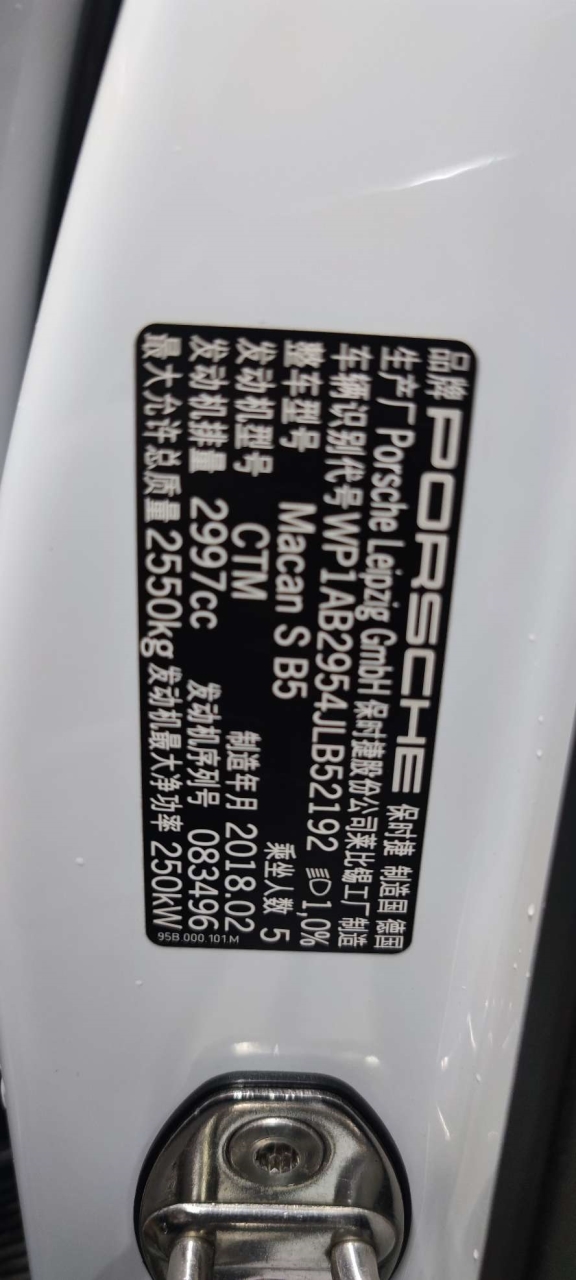 品牌 PORSCHE 保时捷 制造国 德国
生产厂 Porsche Leipzig GmbH 保时捷股份公司莱比锡工厂制造
车辆识别代号 WP1AB2954JLB52192 1,0%
整车型号 Macan S B5 乘坐人数 5
发动机型号 CTM 制造年月 2018.02
发动机排量 2997cc 发动机序列号 083496
最大允许总质量 2550kg 发动机最大净功率 250kW
95B.000.101.M